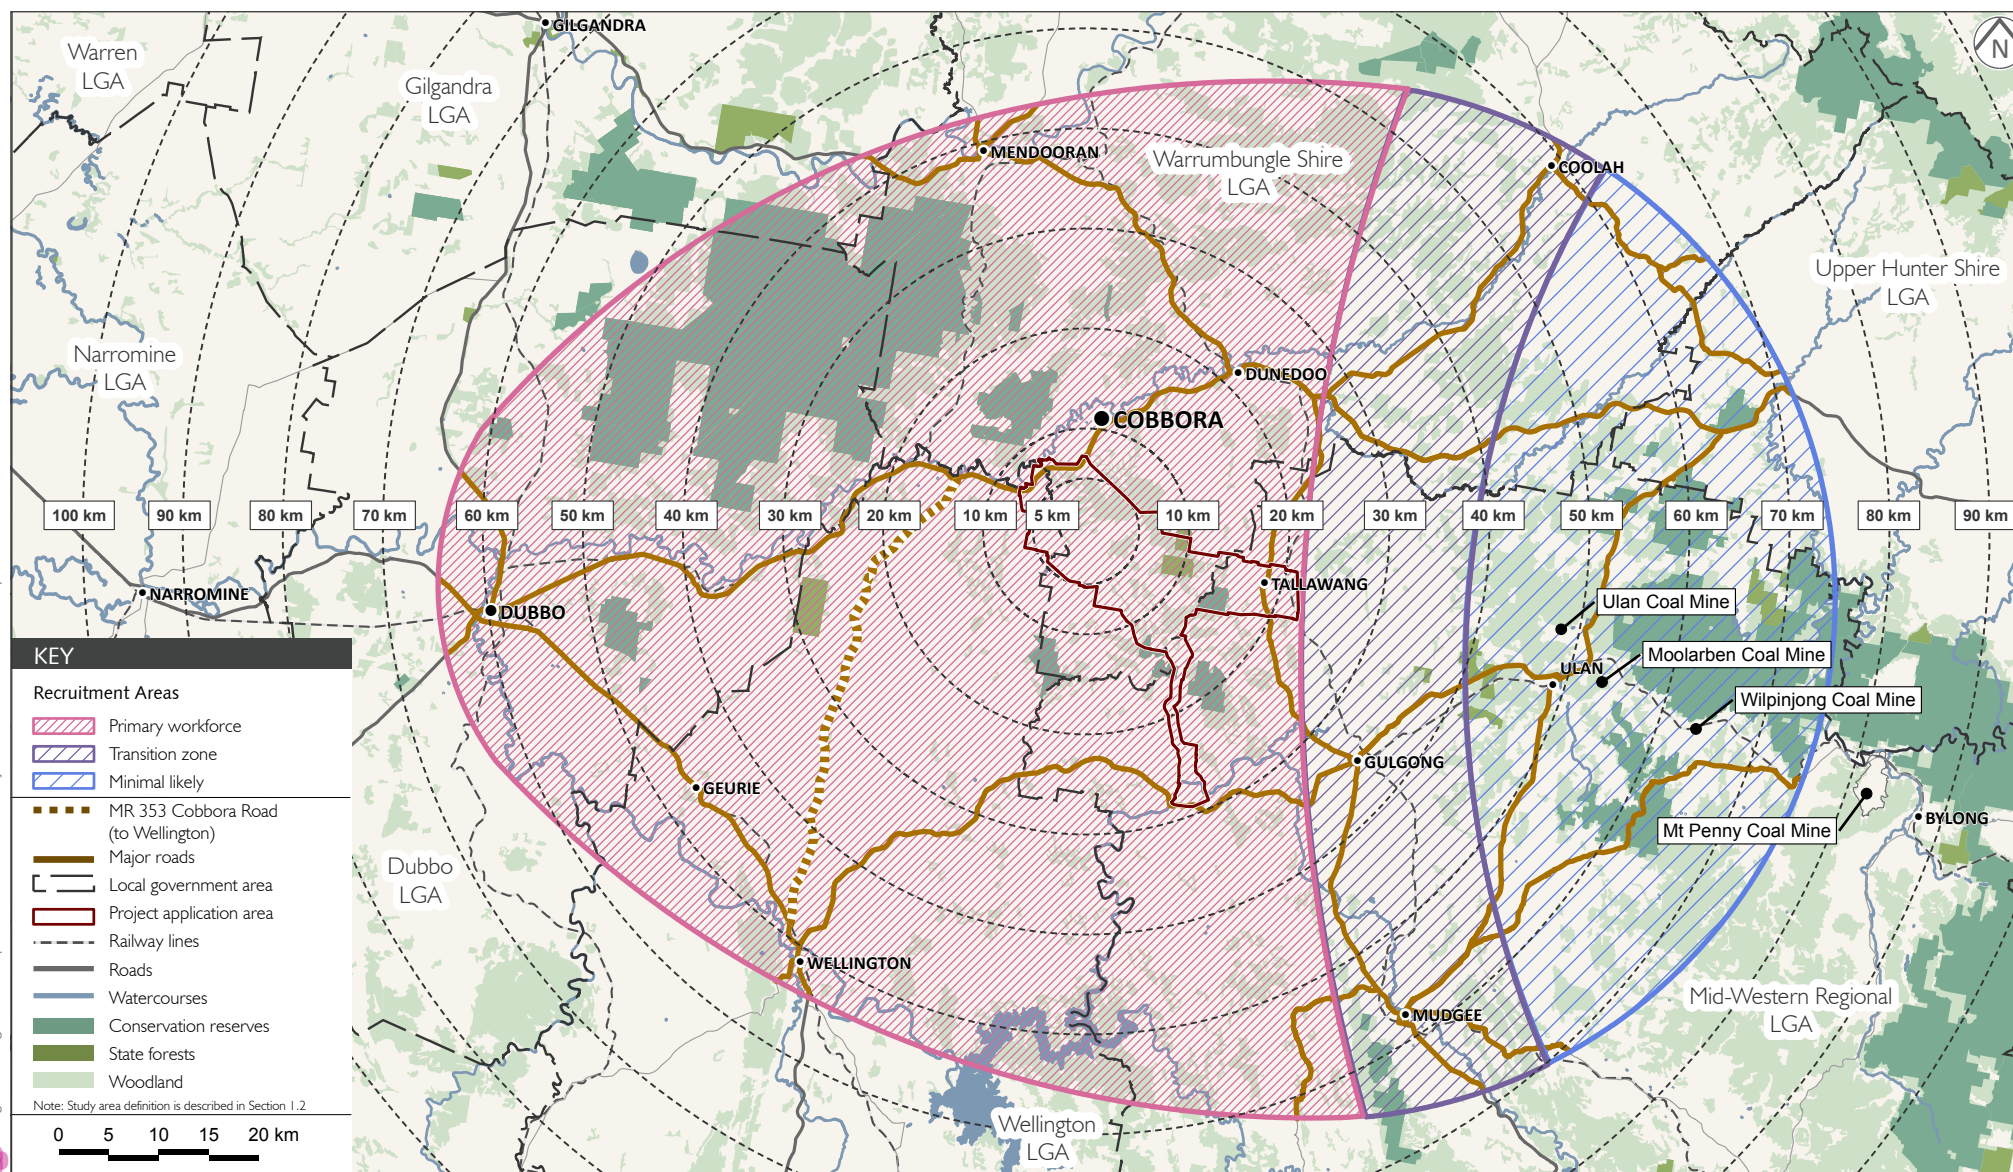 GILGANDRA
N
Warren
LGA
Gilgandra
LGA
MENDOORAN
Warrumbungle Shire
LGA
COOLAH
Upper Hunter Shire
LGA
Narromine
LGA
DUNEDOO
COBBORA
100 km
90 km
80 km
70 km
60 km
50 km
40 km
30 km
20 km
10 km
5 km
10 km
20 km
30 km
40 km
50 km
60 km
70 km
80 km
90 km
NARROMINE
DUBBO
TALLAWANG
Ulan Coal Mine
Moolarben Coal Mine
ULAN
Wilpinjong Coal Mine
GULGONG
GEURIE
BYLONG
Mt Penny Coal Mine
Dubbo
LGA
WELLINGTON
Mid-Western Regional
LGA
MUDGEE
Wellington
LGA
KEY
Recruitment Areas
Primary workforce
Transition zone
Minimal likely
MR 353 Cobbora Road
(to Wellington)
Major roads
Local government area
Project application area
Railway lines
Roads
Watercourses
Conservation reserves
State forests
Woodland
Note: Study area definition is described in Section 1.2
0 5 10 15 20 km